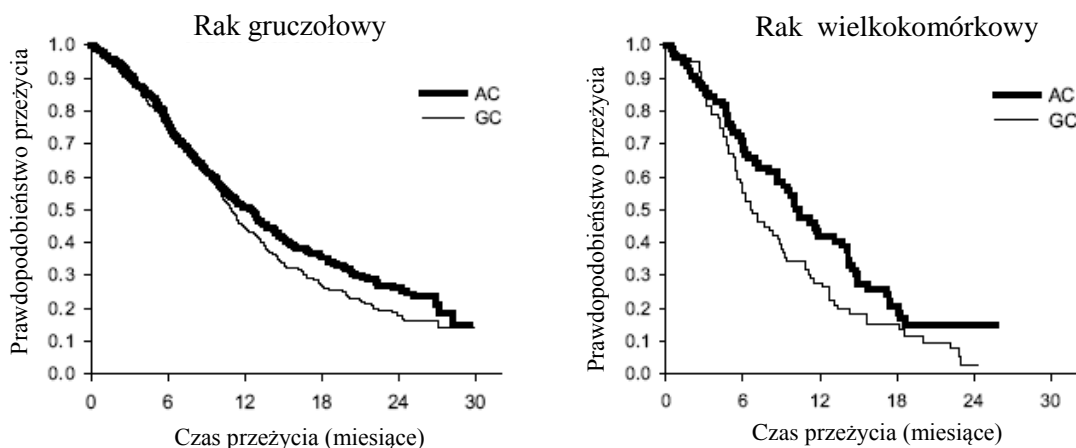 Rak gruczołowy
Prawdopodobieństwo przeżycia
1.0
0.9
0.8
0.7
0.6
0.5
0.4
0.3
0.2
0.1
0.0
AC
GC
0 6 12 18 24 30
Czas przeżycia (miesiące)
Rak wielkokomórkowy
Prawdopodobieństwo przeżycia
1.0
0.9
0.8
0.7
0.6
0.5
0.4
0.3
0.2
0.1
0.0
AC
GC
0 6 12 18 24 30
Czas przeżycia (miesiące)